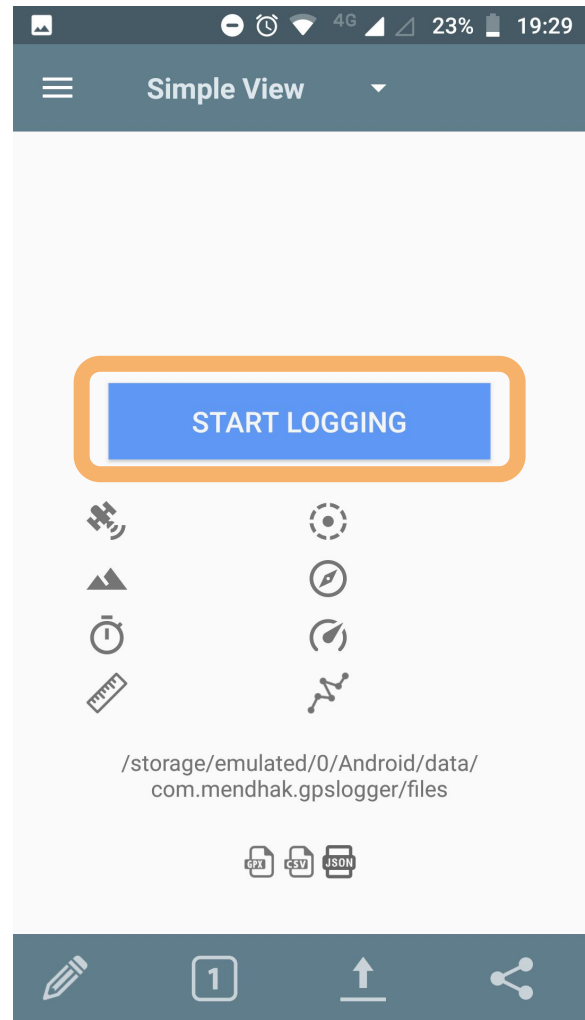 4G 23% 19:29
Simple View
START LOGGING
/storage/emulated/0/Android/data/
com.mendhak.gpslogger/files
GPX CSV JSON
1